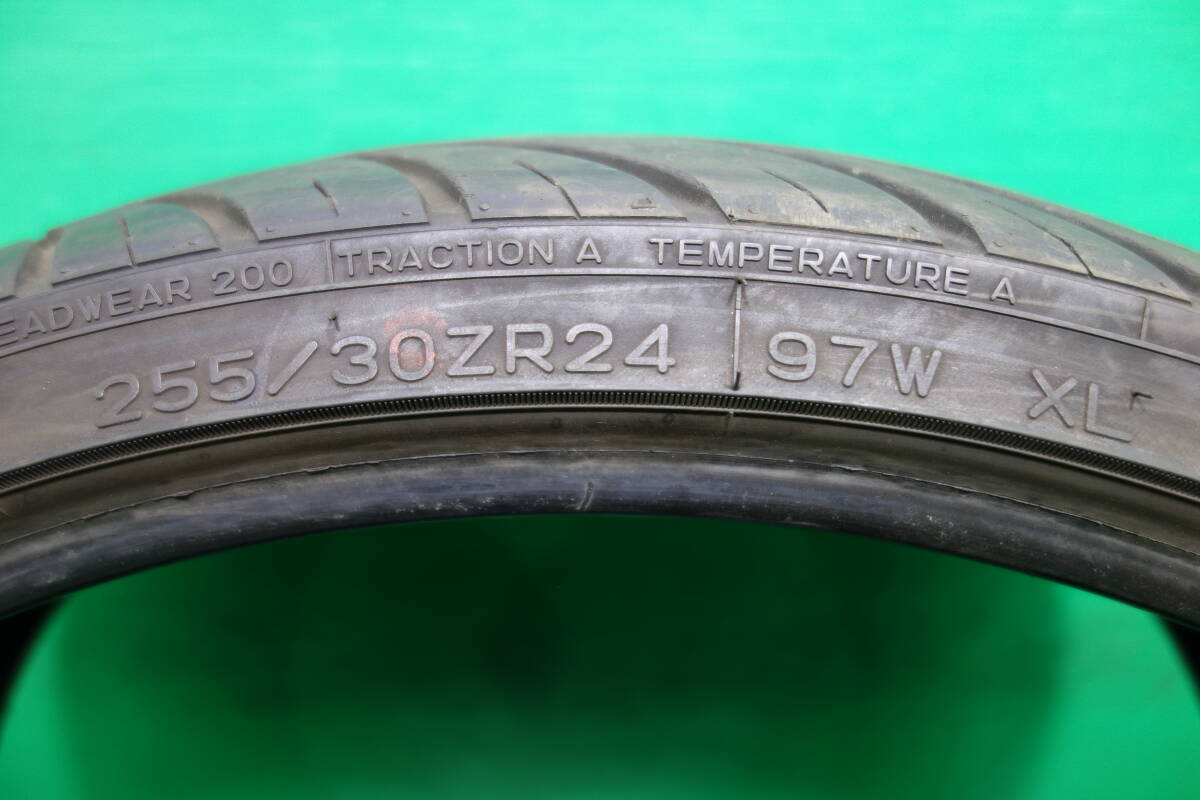 EADWEAR 200 TRACTION A TEMPERATURE A
255/30ZR24 97W XL